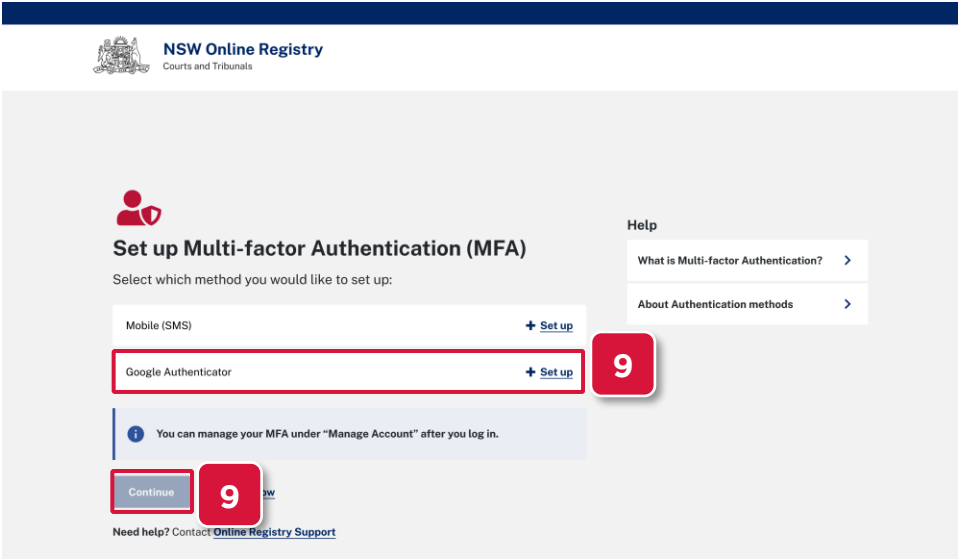 NSW Online Registry
Courts and Tribunals
Set up Multi-factor Authentication (MFA)
Select which method you would like to set up:
Mobile (SMS) + Set up
Google Authenticator + Set up
9
You can manage your MFA under “Manage Account” after you log in.
Continue
9
Need help? Contact Online Registry Support
Help
What is Multi-factor Authentication?
About Authentication methods